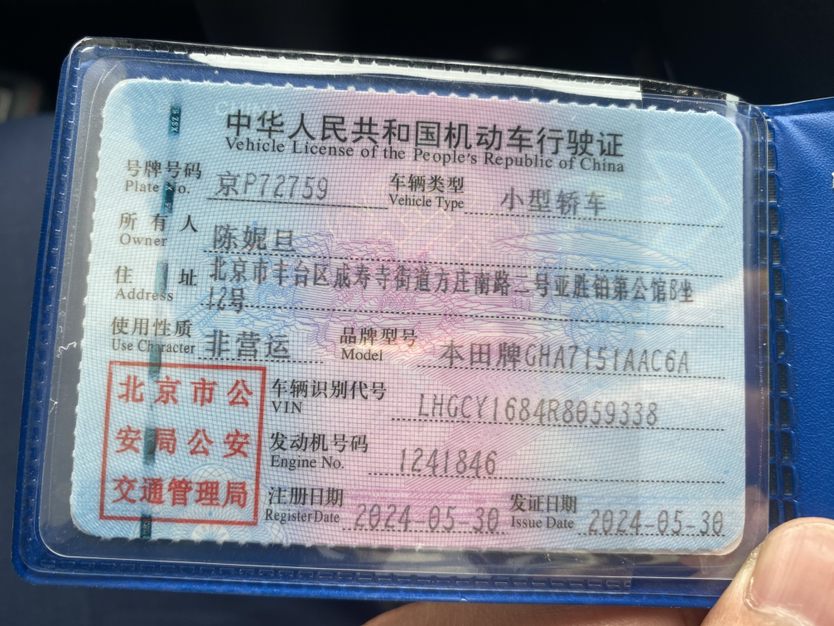 中华人民共和国机动车行驶证
Vehicle License of the People's Republic of China
号牌号码 京P72759 车辆类型 小型轿车
Plate No. Vehicle Type
所有人 陈妮旦
Owner
住址 北京市丰台区成寿寺街道方庄南路二号亚胜铂第公馆B座
Address 12号
使用性质 非营运 品牌型号 本田牌GHA7151AAC6A
Use Character Model
北京市公
安局公安
交通管理局
车辆识别代号 LHGCY1684R8059338
VIN
发动机号码 1241846
Engine No.
注册日期 2024-05-30 发证日期 2024-05-30
Register Date Issue Date